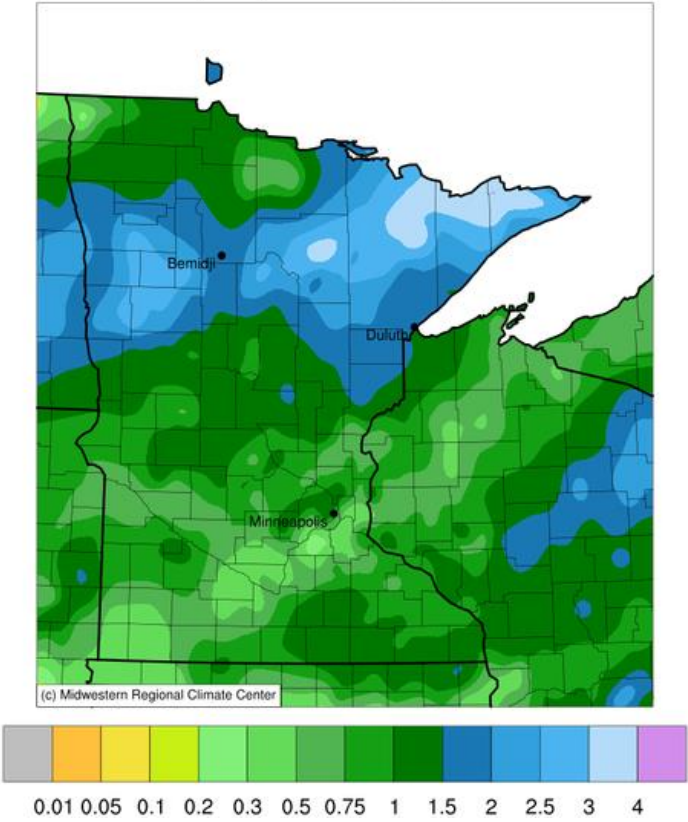 Bemidji
Duluth
Minneapolis
(c) Midwestern Regional Climate Center
0.01 0.05 0.1 0.2 0.3 0.5 0.75 1 1.5 2 2.5 3 4